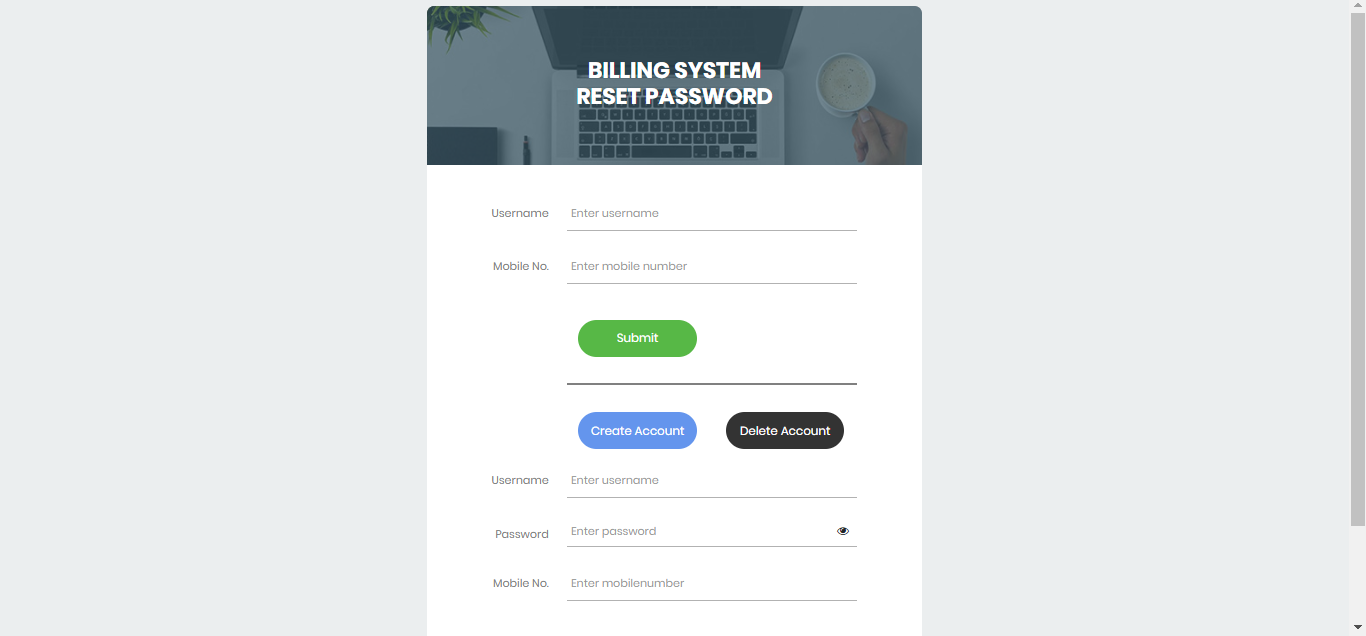 BILLING SYSTEM
RESET PASSWORD
Username Enter username
Mobile No. Enter mobile number
Submit
Create Account Delete Account
Username Enter username
Password Enter password
Mobile No. Enter mobilenumber